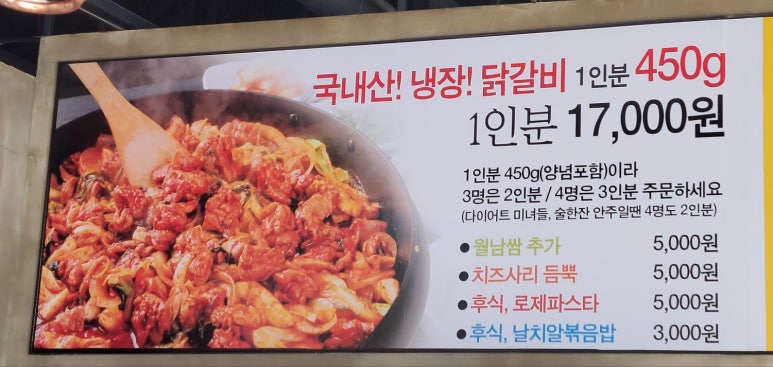 국내산! 냉장! 닭갈비 1인분 450g
1인분 17,000원
1인분 450g(양념포함)이라
3명은 2인분 / 4명은 3인분 주문하세요
(다이어트 미녀들, 술한잔 안주일땐 4명도 2인분)
●월남쌈 추가 5,000원
●치즈사리 듬뿍 5,000원
●후식, 로제파스타 5,000원
●후식, 날치알볶음밥 3,000원